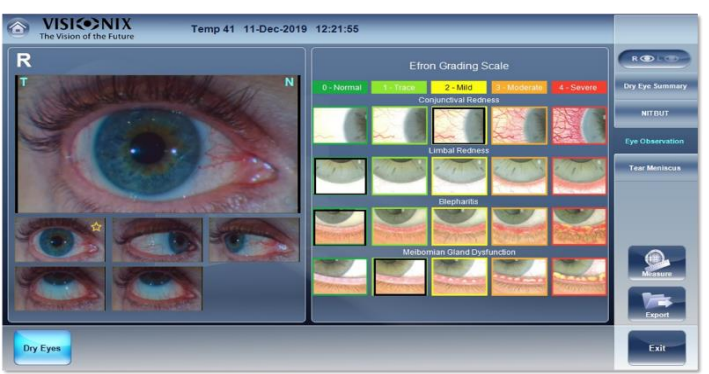 VISIONIX
The Vision of the Future
Temp 41 11-Dec-2019 12:21:55
R
T
N
Efron Grading Scale
0 - Normal
1 - Trace
2 - Mild
3 - Moderate
4 - Severe
Conjunctival Redness
Limbal Redness
Blepharitis
Meibomian Gland Dysfunction
R L
Dry Eye Summary
NITBUT
Eye Observation
Tear Meniscus
Measure
Export
Dry Eyes
Exit